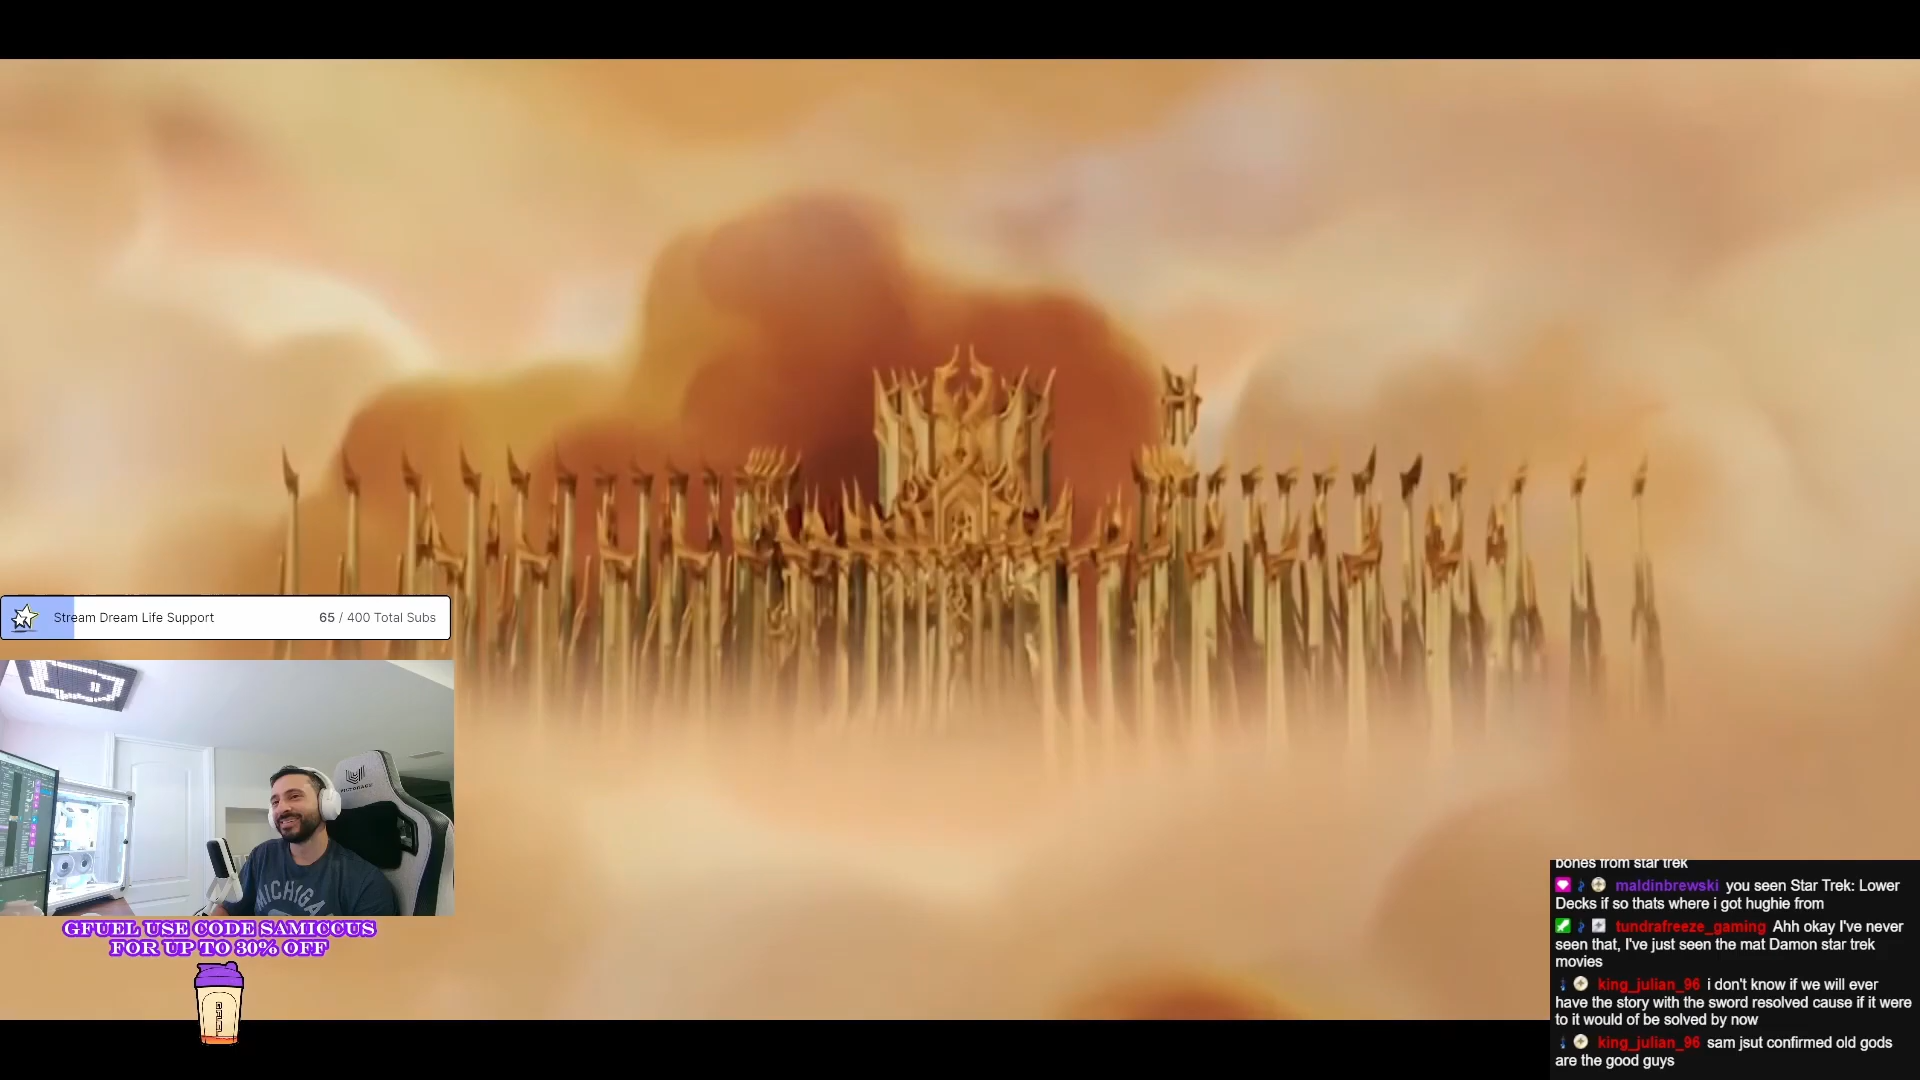 Stream Dream Life Support 65 / 400 Total Subs
MICHIGA
GFUEL USE CODE SAMICCUS
FOR UP TO 30% OFF
bones from star trek
maldinbrewski you seen Star Trek: Lower
Decks if so thats where i got hughie from
tundrafreeze_gaming Ahh okay I've never
seen that, I've just seen the mat Damon star trek
movies
king_julian_96 i don't know if we will ever
have the story with the sword resolved cause if it were
to it would of be solved by now
king_julian_96 sam jsut confirmed old gods
are the good guys